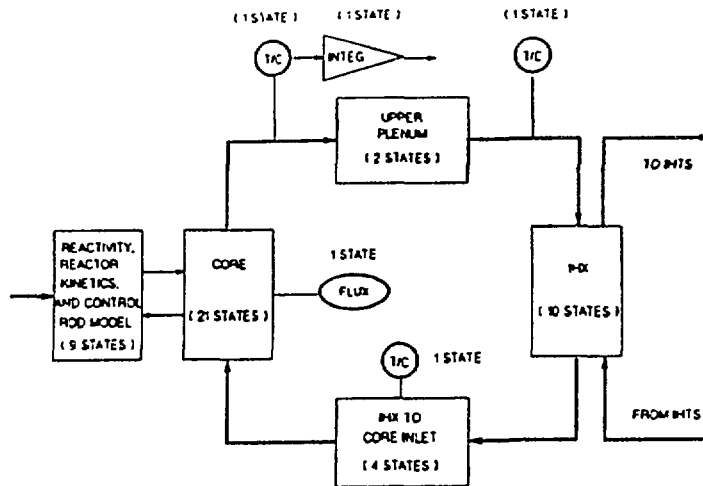 ( 1 STATE )
( 1 STATE )
( 1 STATE )
T/C
INTEG
T/C
UPPER
PLENUM
( 2 STATES )
TO IHTS
REACTIVITY,
REACTOR
KINETICS,
AND CONTROL
ROD MODEL
( 9 STATES )
CORE
( 21 STATES )
1 STATE
FLUX
IHX
( 10 STATES )
T/C
1 STATE
IHX TO
CORE INLET
( 4 STATES )
FROM IHTS